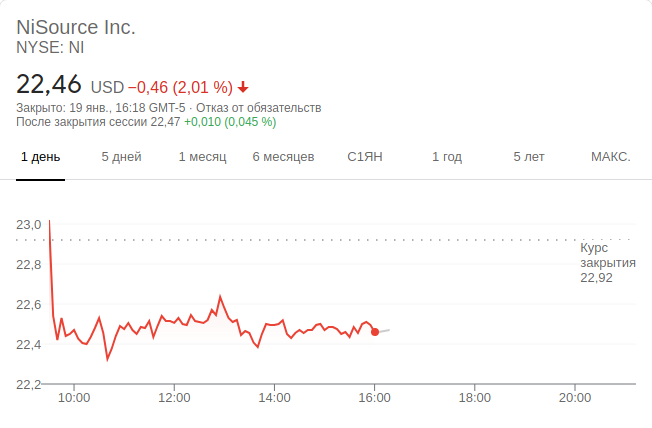 NiSource Inc.
NYSE: NI
22,46 USD −0,46 (2,01 %)
Закрыто: 19 янв., 16:18 GMT-5 · Отказ от обязательств
После закрытия сессии 22,47 +0,010 (0,045 %)
1 день 5 дней 1 месяц 6 месяцев С1ЯН 1 год 5 лет МАКС.
23,0
Курс
закрытия
22,92
22,8
22,6
22,4
22,2
10:00 12:00 14:00 16:00 18:00 20:00